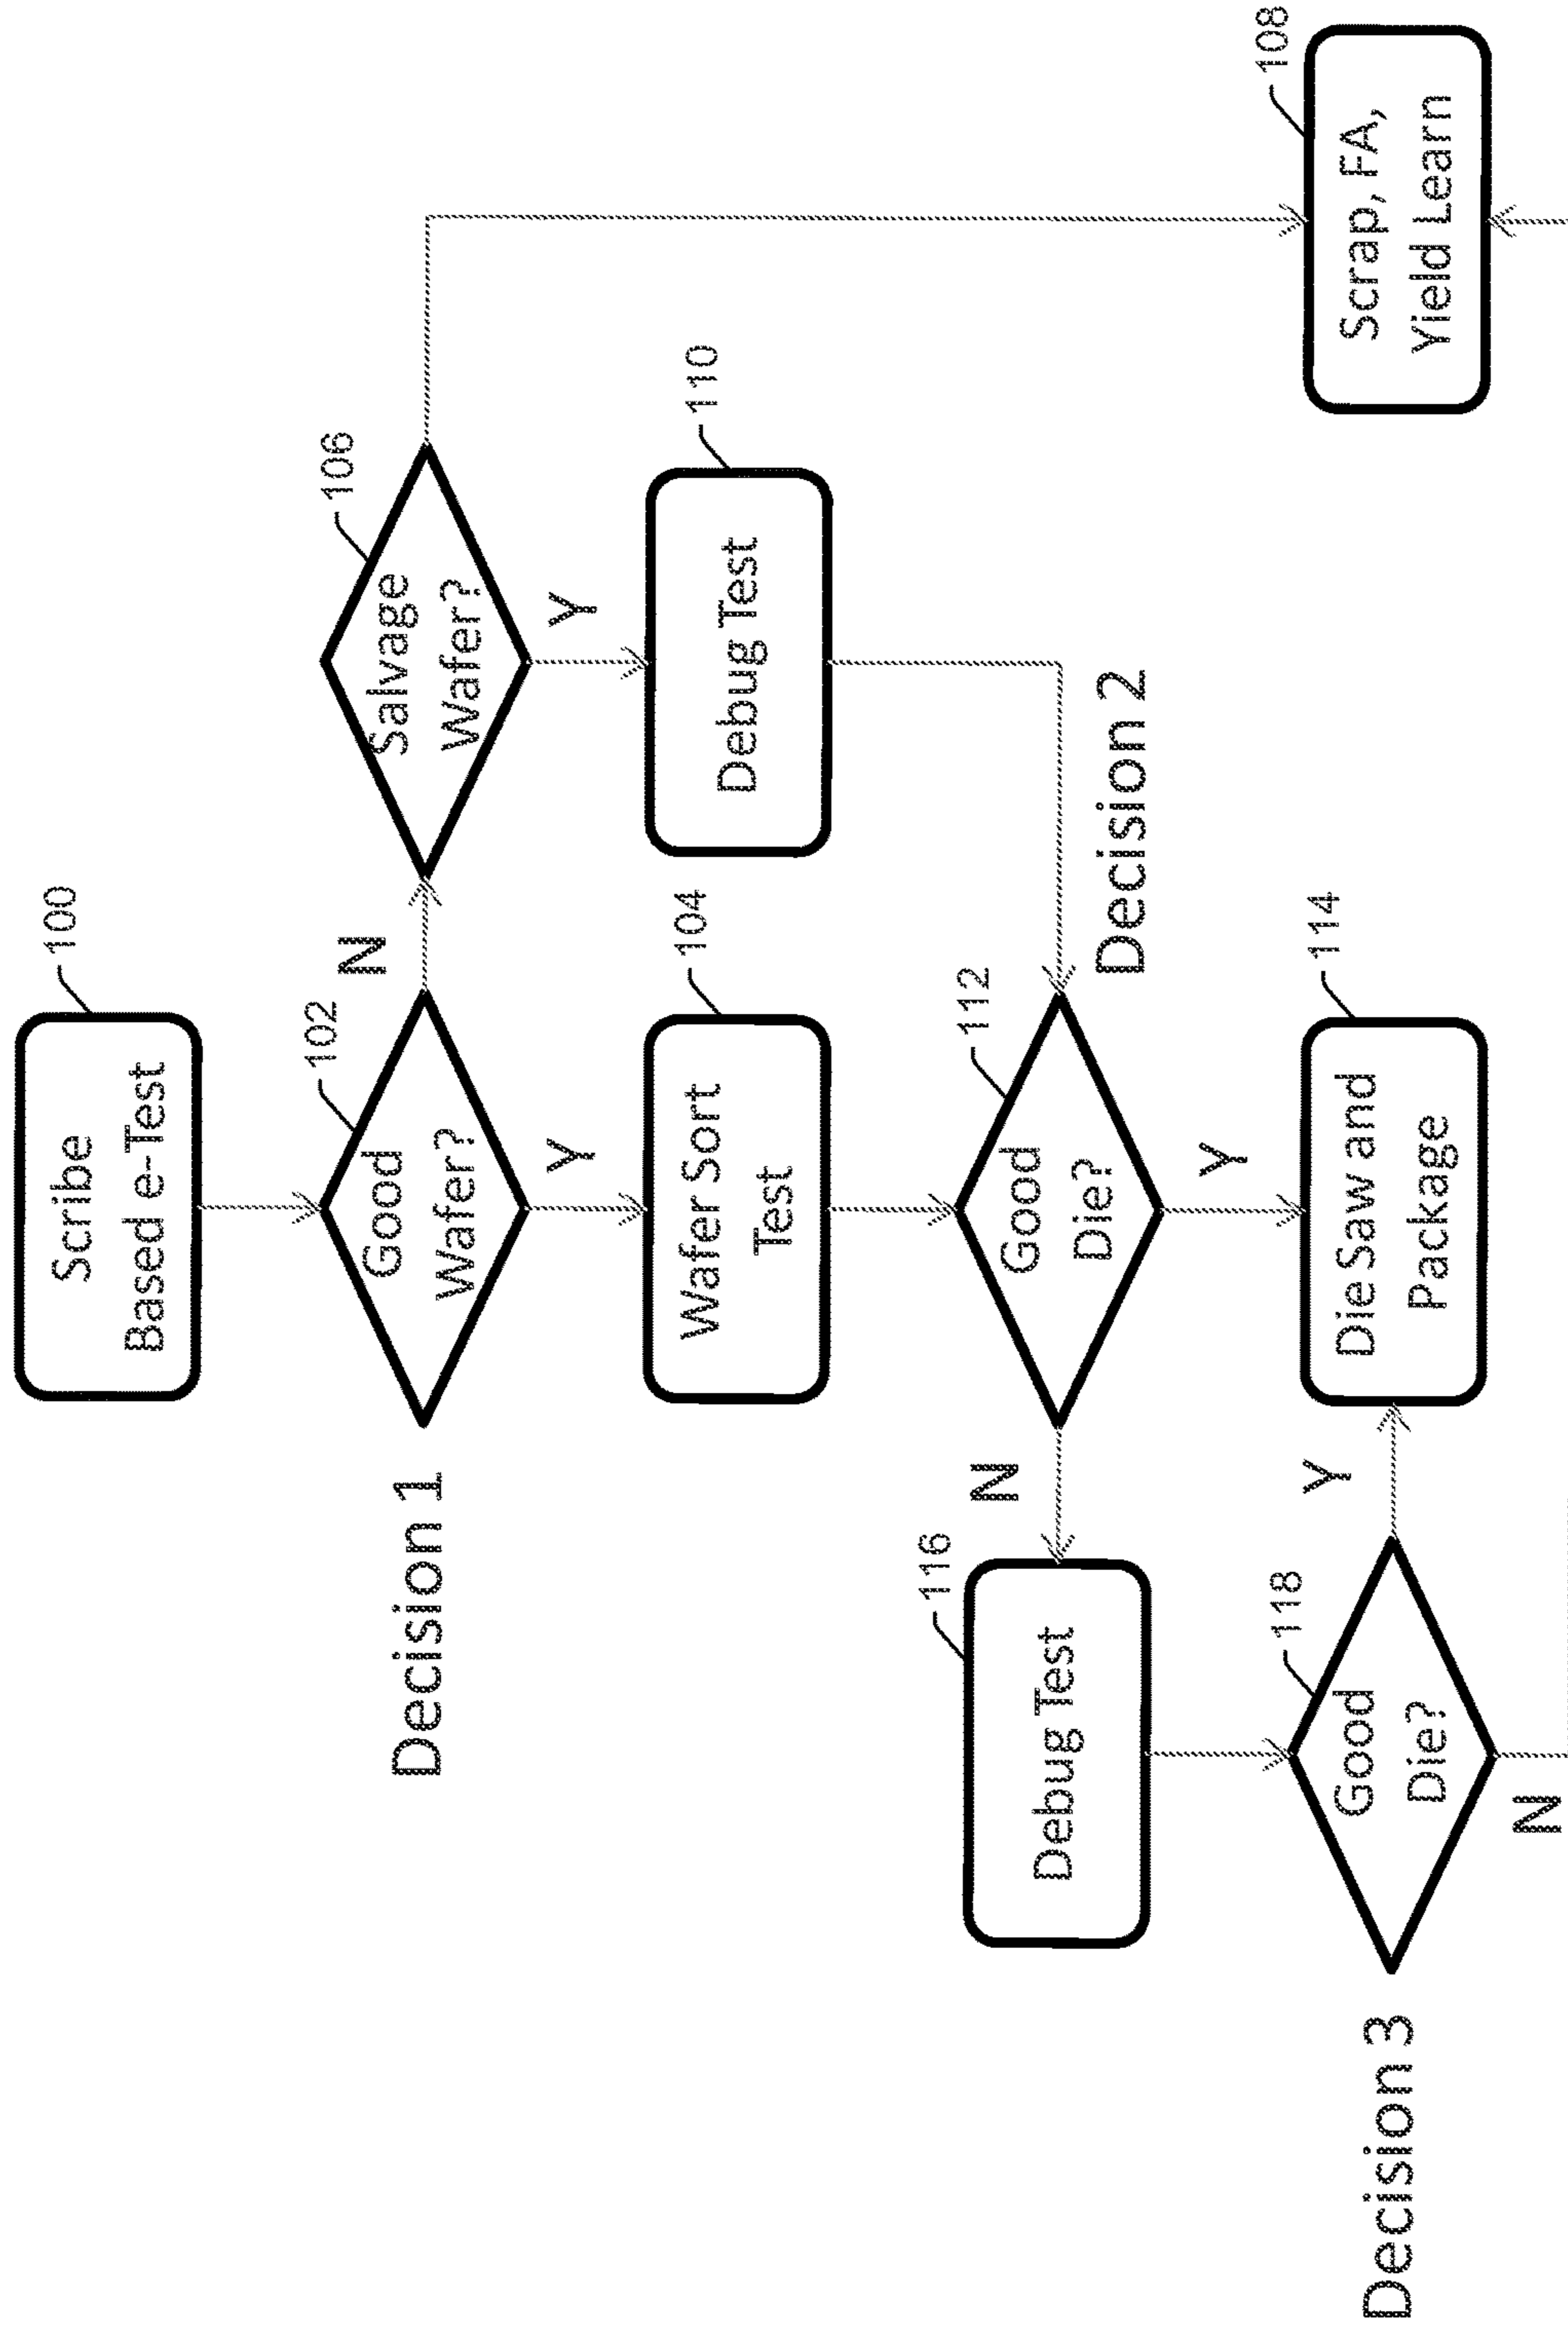 100
Scribe
Based e-Test
102
Good
Wafer?
Decision 1
N
106
Salvage
Wafer?
Y
Y
104
Wafer Sort
Test
110
Debug Test
112
Good
Die?
Decision 2
N
Y
116
Debug Test
118
Good
Die?
Decision 3
Y
N
114
Die Saw and
Package
108
Scrap, FA,
Yield Learn